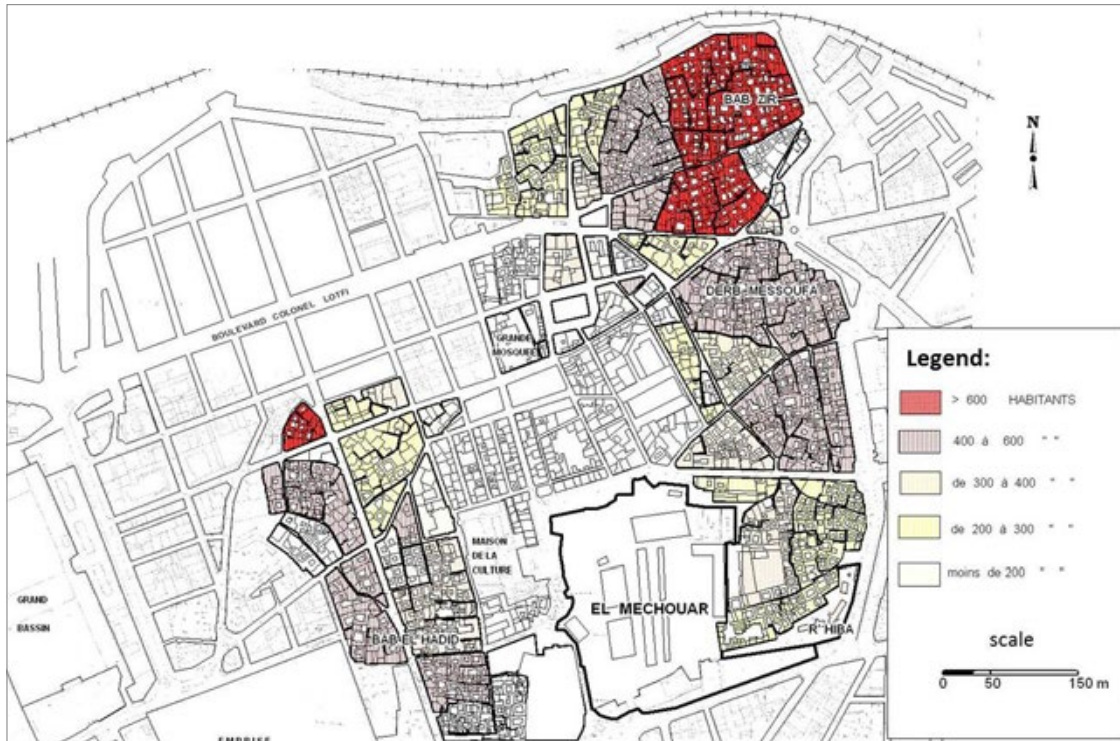 BAB ZIR
N
DERB MESSOUFA
BOULEVARD COLONEL LOTFI
GRANDE
MOSQUEE
MAISON
DE LA
CULTURE
GRAND
BASSIN
EL MECHOUAR
R'HIBA
BAB EL HADID
EMPRISE
Legend:
> 600 HABITANTS
400 à 600 " "
de 300 à 400 " "
de 200 à 300 " "
moins de 200 " "
scale
0 50 150 m